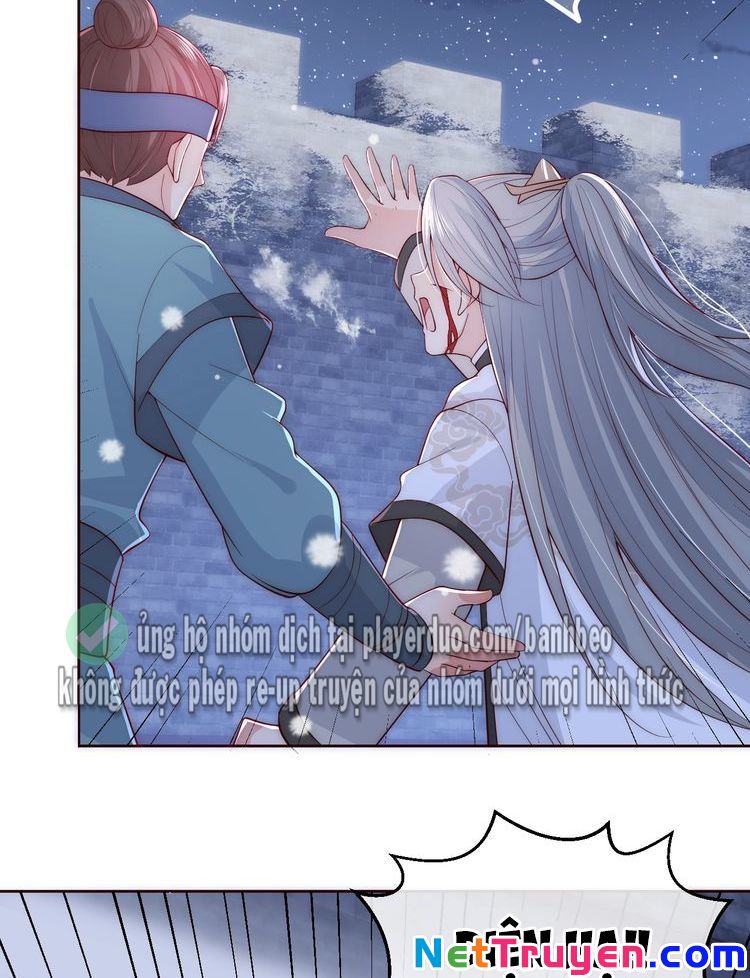 ủng hộ nhóm dịch tại playerduo.com/banhbeo
không được phép re-up truyện của nhóm dưới mọi hình thức
NetTruyen.com